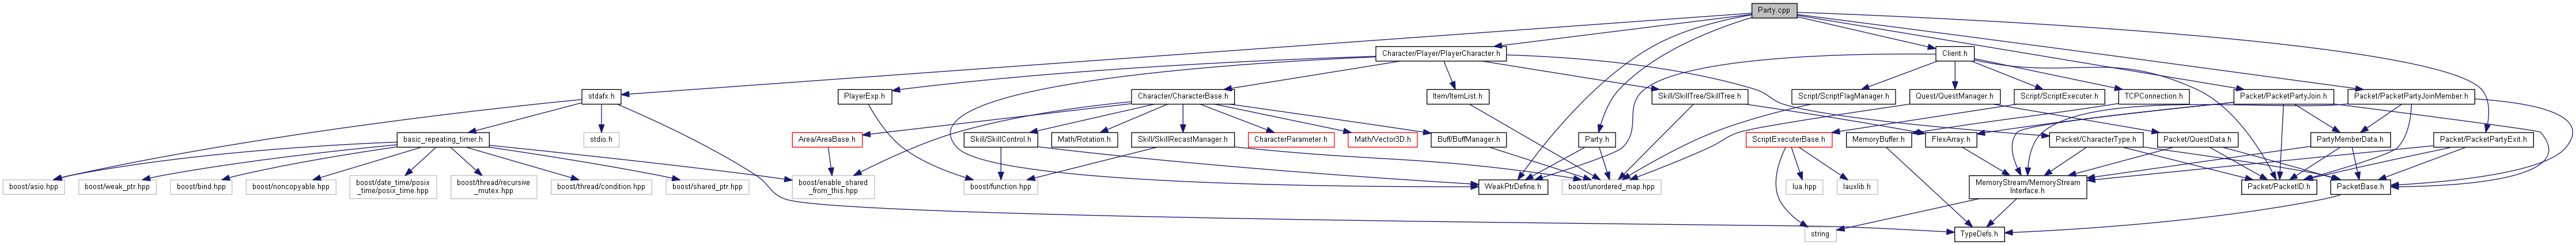 Party.cpp
Character/Player/PlayerCharacter.h
Client.h
stdafx.h
PlayerExp.h
Character/CharacterBase.h
Item/ItemList.h
Skill/SkillTree/SkillTree.h
Script/ScriptFlagManager.h
Quest/QuestManager.h
Script/ScriptExecuter.h
TCPConnection.h
Packet/PacketPartyJoin.h
Packet/PacketPartyJoinMember.h
basic_repeating_timer.h
stdio.h
Area/AreaBase.h
Skill/SkillControl.h
Math/Rotation.h
Skill/SkillRecastManager.h
CharacterParameter.h
Math/Vector3D.h
Buff/BuffManager.h
Party.h
ScriptExecuterBase.h
MemoryBuffer.h
FlexArray.h
Packet/CharacterType.h
Packet/QuestData.h
PartyMemberData.h
Packet/PacketPartyExit.h
boost/asio.hpp
boost/weak_ptr.hpp
boost/bind.hpp
boost/noncopyable.hpp
boost/date_time/posix
_time/posix_time.hpp
boost/thread/recursive
_mutex.hpp
boost/thread/condition.hpp
boost/shared_ptr.hpp
boost/enable_shared
_from_this.hpp
boost/function.hpp
WeakPtrDefine.h
boost/unordered_map.hpp
lua.hpp
lauxlib.h
MemoryStream/MemoryStream
Interface.h
Packet/PacketID.h
PacketBase.h
string
TypeDefs.h